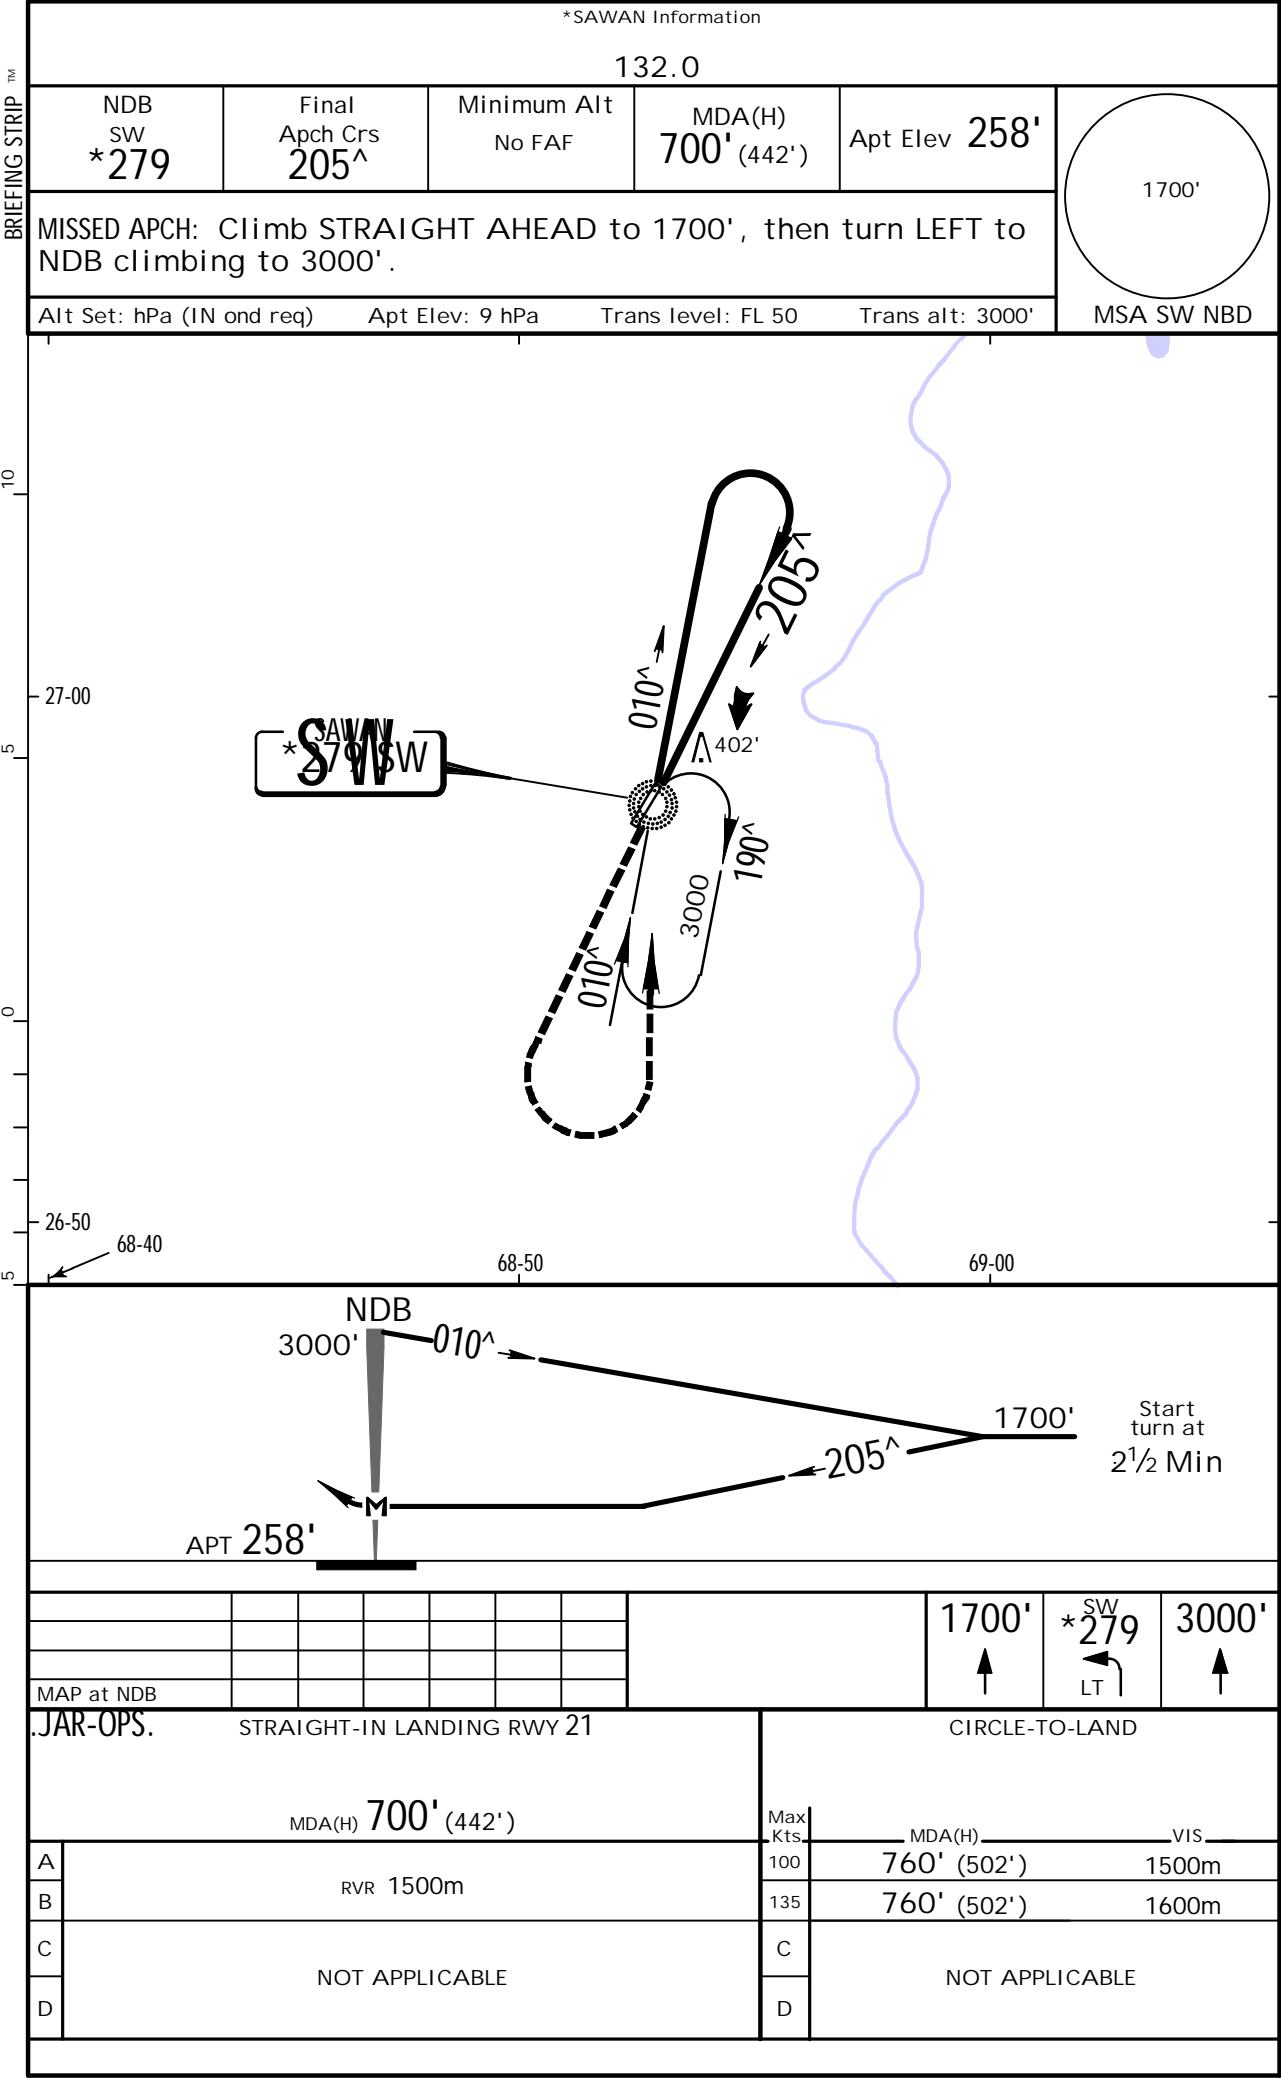 *SAWAN Information
132.0
BRIEFING STRIP ™
NDB
SW
*279
Final
Apch Crs
205^
Minimum Alt
No FAF
MDA(H)
700' (442')
Apt Elev 258'
1700'
MSA SW NBD
MISSED APCH: Climb STRAIGHT AHEAD to 1700', then turn LEFT to
NDB climbing to 3000'.
Alt Set: hPa (IN ond req) Apt Elev: 9 hPa Trans level: FL 50 Trans alt: 3000'
10
205^
010^
27-00
SAWAN
*279 SW
SW
5
402'
190^
3000
010^
0
26-50
68-40
68-50
69-00
5
NDB
3000'
010^
1700'
Start
turn at
2½ Min
205^
M
APT 258'
MAP at NDB
1700'
SW
*279
LT
3000'
.JAR-OPS.
STRAIGHT-IN LANDING RWY 21
CIRCLE-TO-LAND
MDA(H) 700' (442')
Max
Kts
MDA(H)
VIS
A
B
RVR 1500m
100 760' (502') 1500m
135 760' (502') 1600m
C
D
NOT APPLICABLE
C
D
NOT APPLICABLE